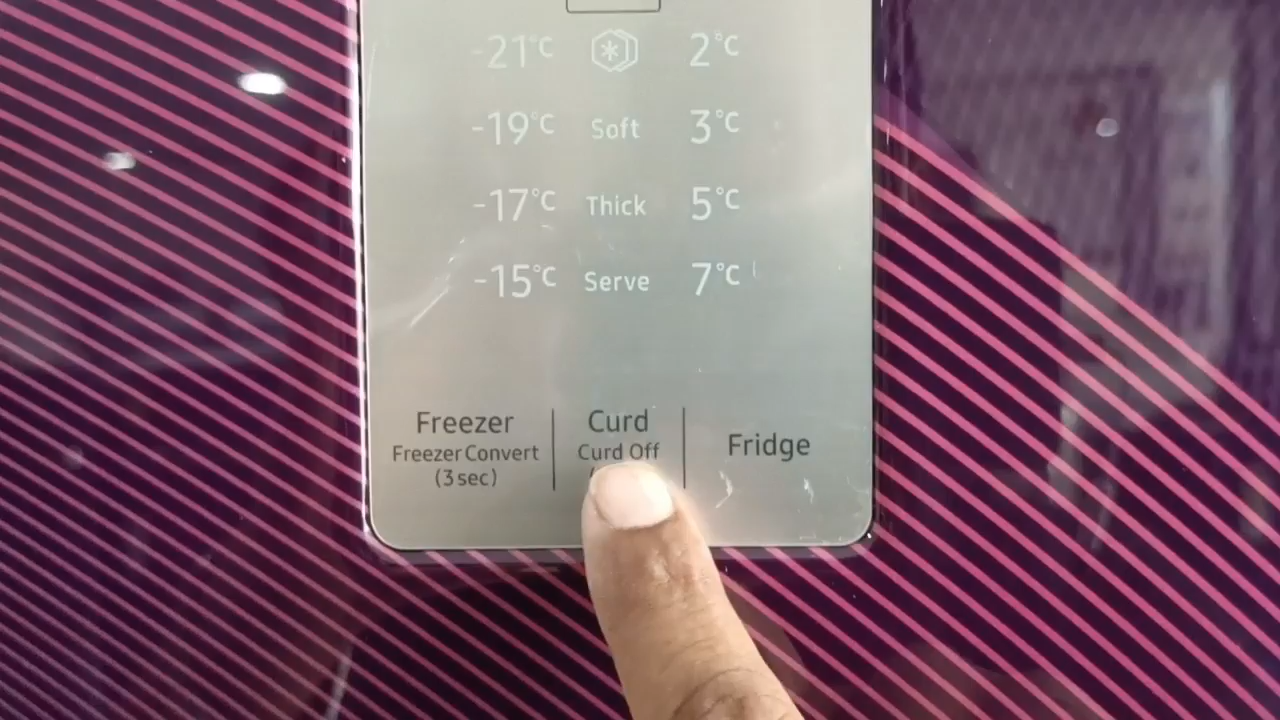 -21°C 2°C
-19°C Soft 3°C
-17°C Thick 5°C
-15°C Serve 7°C
Freezer
Freezer Convert
(3 sec)
Curd
Curd Off
Fridge